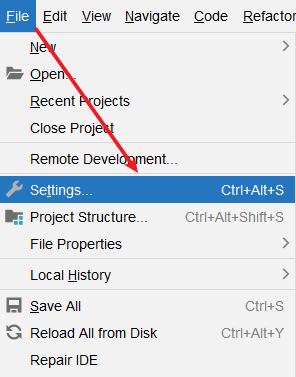 File Edit View Navigate Code Refactor
New
Open...
Recent Projects
Close Project
Remote Development...
Settings... Ctrl+Alt+S
Project Structure... Ctrl+Alt+Shift+S
File Properties
Local History
Save All Ctrl+S
Reload All from Disk Ctrl+Alt+Y
Repair IDE